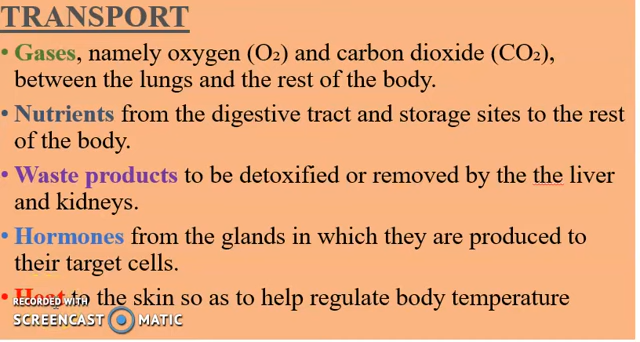 TRANSPORT
• Gases, namely oxygen (O₂) and carbon dioxide (CO₂),
between the lungs and the rest of the body.
• Nutrients from the digestive tract and storage sites to the rest
of the body.
• Waste products to be detoxified or removed by the the liver
and kidneys.
• Hormones from the glands in which they are produced to
their target cells.
• Heat to the skin so as to help regulate body temperature
RECORDED WITH
SCREENCAST MATIC